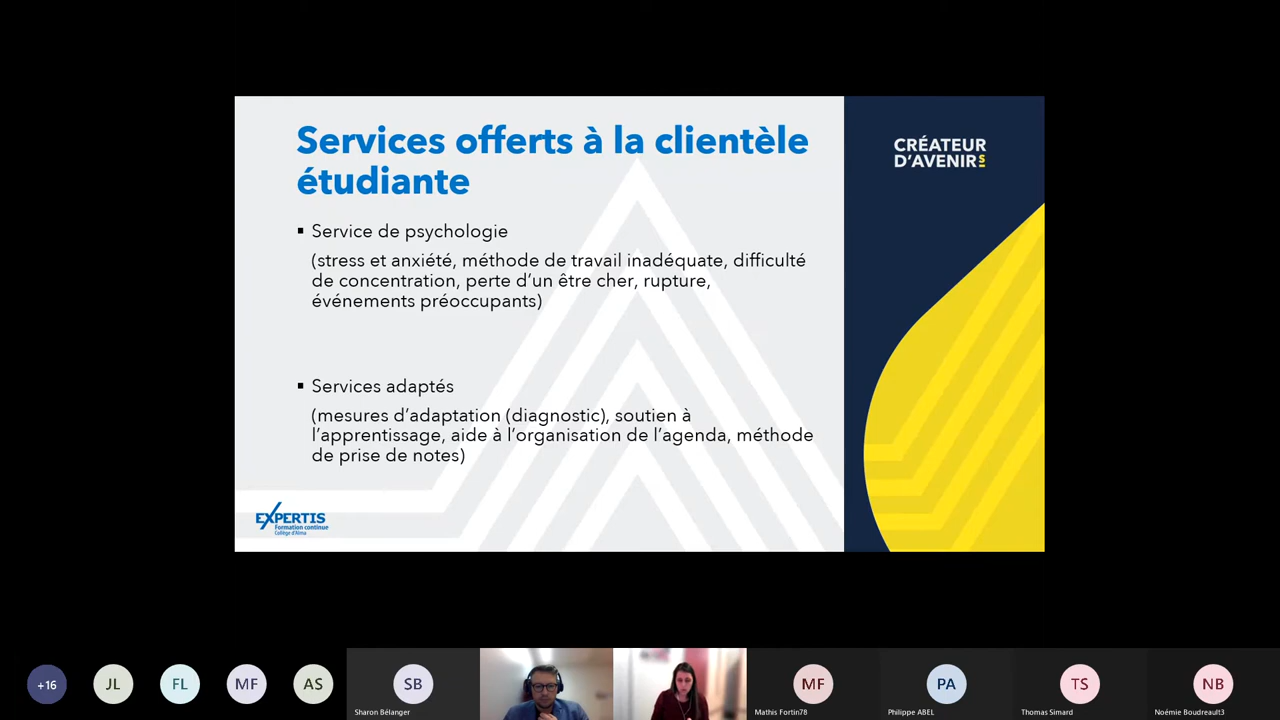 Services offerts à la clientèle
étudiante
▪ Service de psychologie
(stress et anxiété, méthode de travail inadéquate, difficulté
de concentration, perte d'un être cher, rupture,
événements préoccupants)
▪ Services adaptés
(mesures d'adaptation (diagnostic), soutien à
l'apprentissage, aide à l'organisation de l'agenda, méthode
de prise de notes)
EXPERTIS
Formation continue
Collège d'Alma
CRÉATEUR
D'AVENIRS
+16
JL
FL
MF
AS
SB
Sharon Bélanger
MF
Mathis Fortin78
PA
Philippe ABEL
TS
Thomas Simard
NB
Noémie Boudreault3